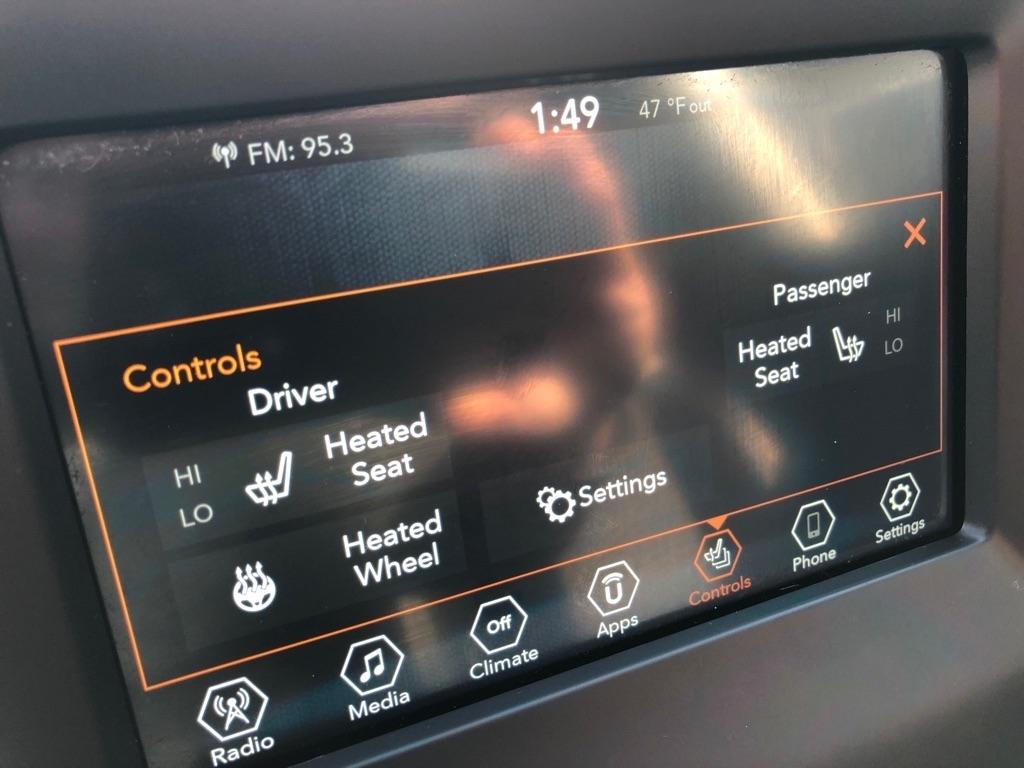 FM: 95.3
1:49
47 °F out
Controls
Driver
HI
LO
Heated
Seat
Heated
Wheel
Settings
Passenger
Heated
Seat
HI
LO
Radio
Media
Off
Climate
Apps
Controls
Phone
Settings